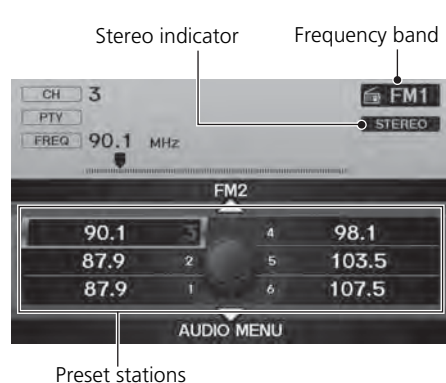 Stereo indicator Frequency band
CH 3 FM1
PTY STEREO
FREQ 90.1 MHz
FM2
90.1 3 4 98.1
87.9 2 5 103.5
87.9 1 6 107.5
AUDIO MENU
Preset stations